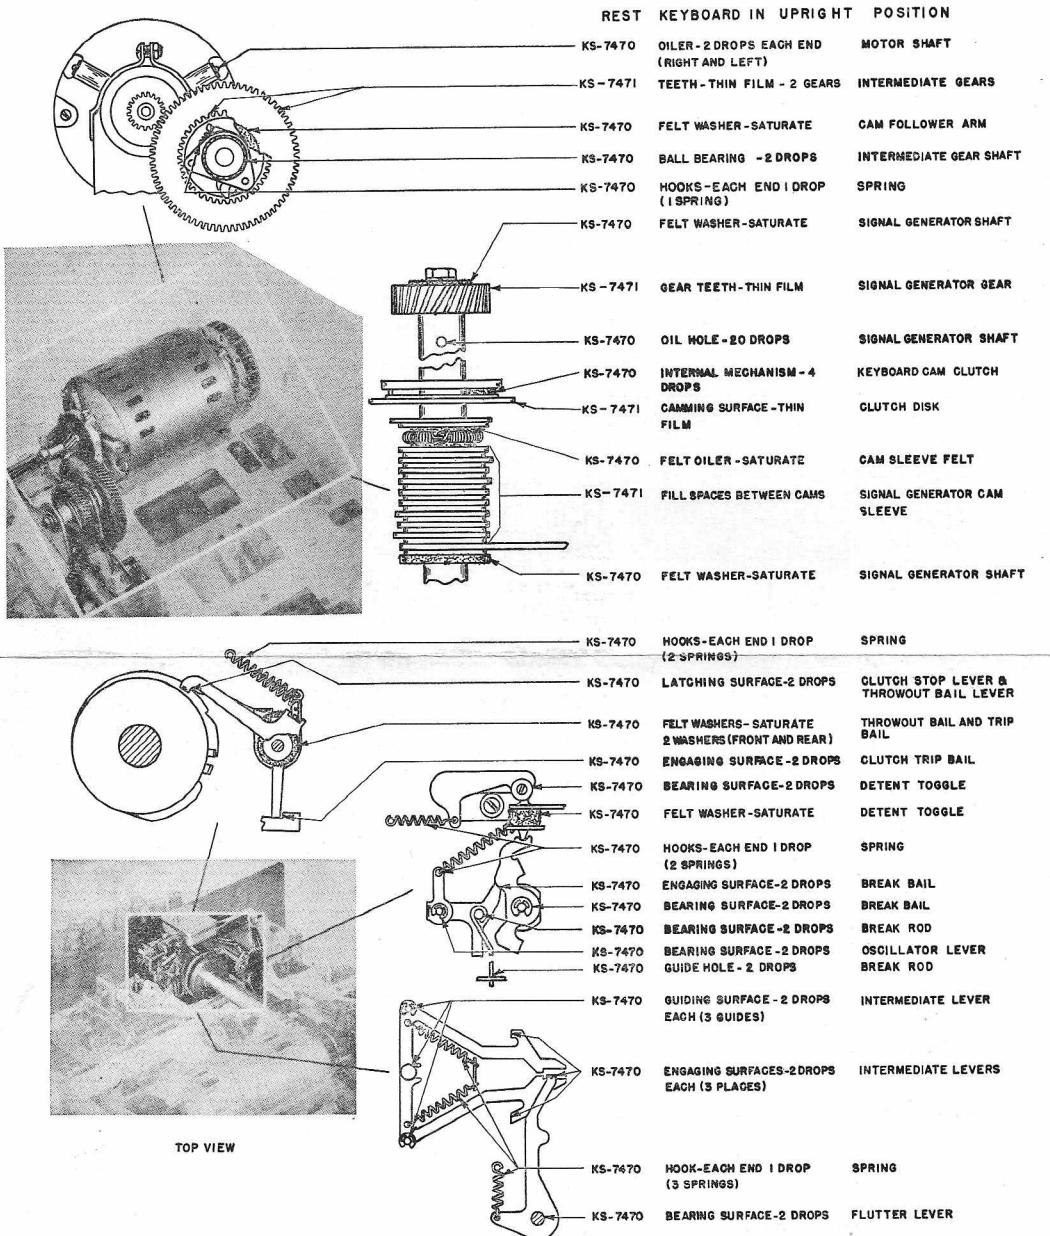 REST KEYBOARD IN UPRIGHT POSITION
KS-7470 OILER-2 DROPS EACH END MOTOR SHAFT
(RIGHT AND LEFT)
KS-7471 TEETH-THIN FILM-2 GEARS INTERMEDIATE GEARS
KS-7470 FELT WASHER-SATURATE CAM FOLLOWER ARM
KS-7470 BALL BEARING -2 DROPS INTERMEDIATE GEAR SHAFT
KS-7470 HOOKS-EACH END 1 DROP SPRING
(1 SPRING)
KS-7470 FELT WASHER-SATURATE SIGNAL GENERATOR SHAFT
KS-7471 GEAR TEETH-THIN FILM SIGNAL GENERATOR GEAR
KS-7470 OIL HOLE-20 DROPS SIGNAL GENERATOR SHAFT
KS-7470 INTERNAL MECHANISM-4 KEYBOARD CAM CLUTCH
DROPS
KS-7471 CAMMING SURFACE-THIN CLUTCH DISK
FILM
KS-7470 FELT OILER-SATURATE CAM SLEEVE FELT
KS-7471 FILL SPACES BETWEEN CAMS SIGNAL GENERATOR CAM
SLEEVE
KS-7470 FELT WASHER-SATURATE SIGNAL GENERATOR SHAFT
KS-7470 HOOKS-EACH END 1 DROP SPRING
(2 SPRINGS)
KS-7470 LATCHING SURFACE-2 DROPS CLUTCH STOP LEVER &
THROWOUT BAIL LEVER
KS-7470 FELT WASHERS-SATURATE THROWOUT BAIL AND TRIP
2 WASHERS (FRONT AND REAR) BAIL
KS-7470 ENGAGING SURFACE-2 DROPS CLUTCH TRIP BAIL
KS-7470 BEARING SURFACE-2 DROPS DETENT TOGGLE
KS-7470 FELT WASHER-SATURATE DETENT TOGGLE
KS-7470 HOOKS-EACH END 1 DROP SPRING
(2 SPRINGS)
KS-7470 ENGAGING SURFACE-2 DROPS BREAK BAIL
KS-7470 BEARING SURFACE-2 DROPS BREAK BAIL
KS-7470 BEARING SURFACE-2 DROPS BREAK ROD
KS-7470 BEARING SURFACE-2 DROPS OSCILLATOR LEVER
KS-7470 GUIDE HOLE-2 DROPS BREAK ROD
KS-7470 GUIDING SURFACE-2 DROPS INTERMEDIATE LEVER
EACH (3 GUIDES)
KS-7470 ENGAGING SURFACES-2 DROPS INTERMEDIATE LEVERS
EACH (3 PLACES)
TOP VIEW
KS-7470 HOOK-EACH END 1 DROP SPRING
(3 SPRINGS)
KS-7470 BEARING SURFACE-2 DROPS FLUTTER LEVER